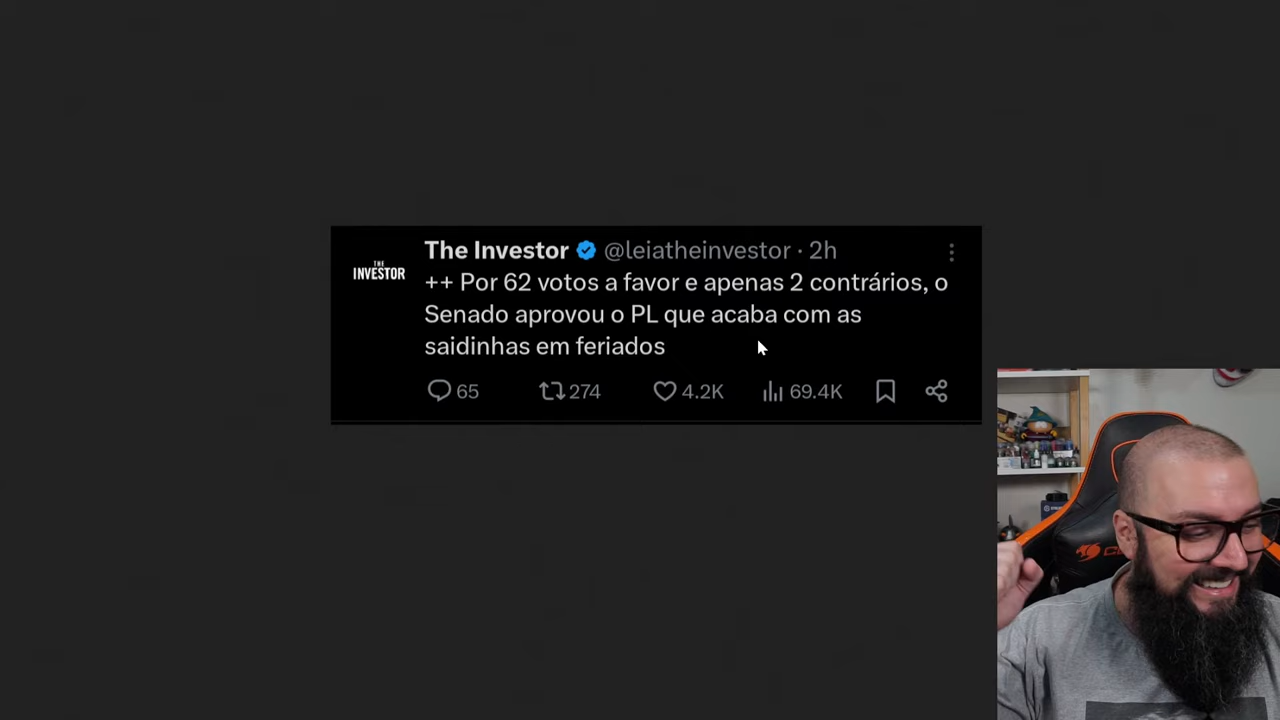 The Investor @leiatheinvestor · 2h
THE
INVESTOR
++ Por 62 votos a favor e apenas 2 contrários, o
Senado aprovou o PL que acaba com as
saidinhas em feriados
65 274 4.2K 69.4K